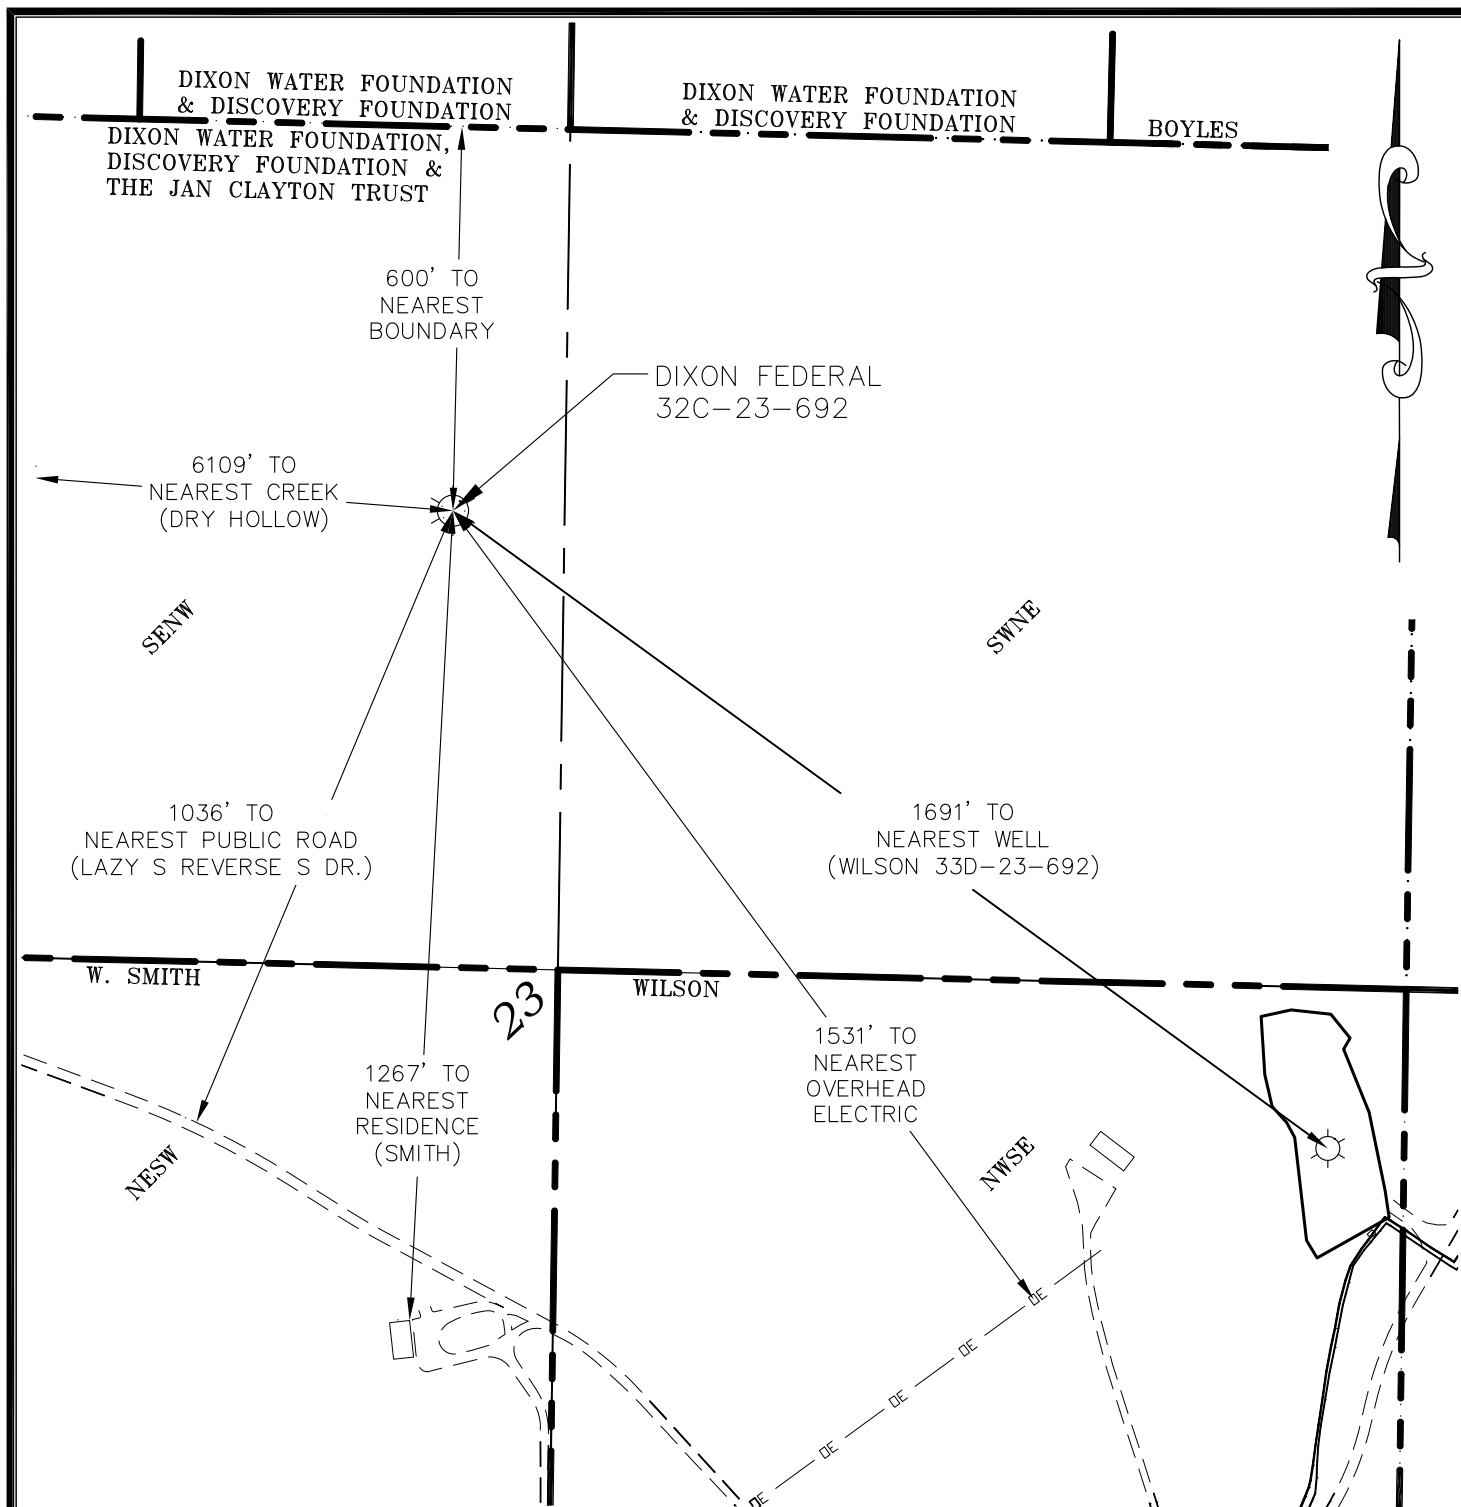 DIXON WATER FOUNDATION
& DISCOVERY FOUNDATION
DIXON WATER FOUNDATION
& DISCOVERY FOUNDATION
BOYLES
DIXON WATER FOUNDATION,
DISCOVERY FOUNDATION &
THE JAN CLAYTON TRUST
600' TO
NEAREST
BOUNDARY
DIXON FEDERAL
32C-23-692
6109' TO
NEAREST CREEK
(DRY HOLLOW)
SENW
SWNE
1036' TO
NEAREST PUBLIC ROAD
(LAZY S REVERSE S DR.)
1691' TO
NEAREST WELL
(WILSON 33D-23-692)
W. SMITH
23
WILSON
1531' TO
NEAREST
OVERHEAD
ELECTRIC
1267' TO
NEAREST
RESIDENCE
(SMITH)
NESW
NWSE
OE
OE
OE
OE
OE